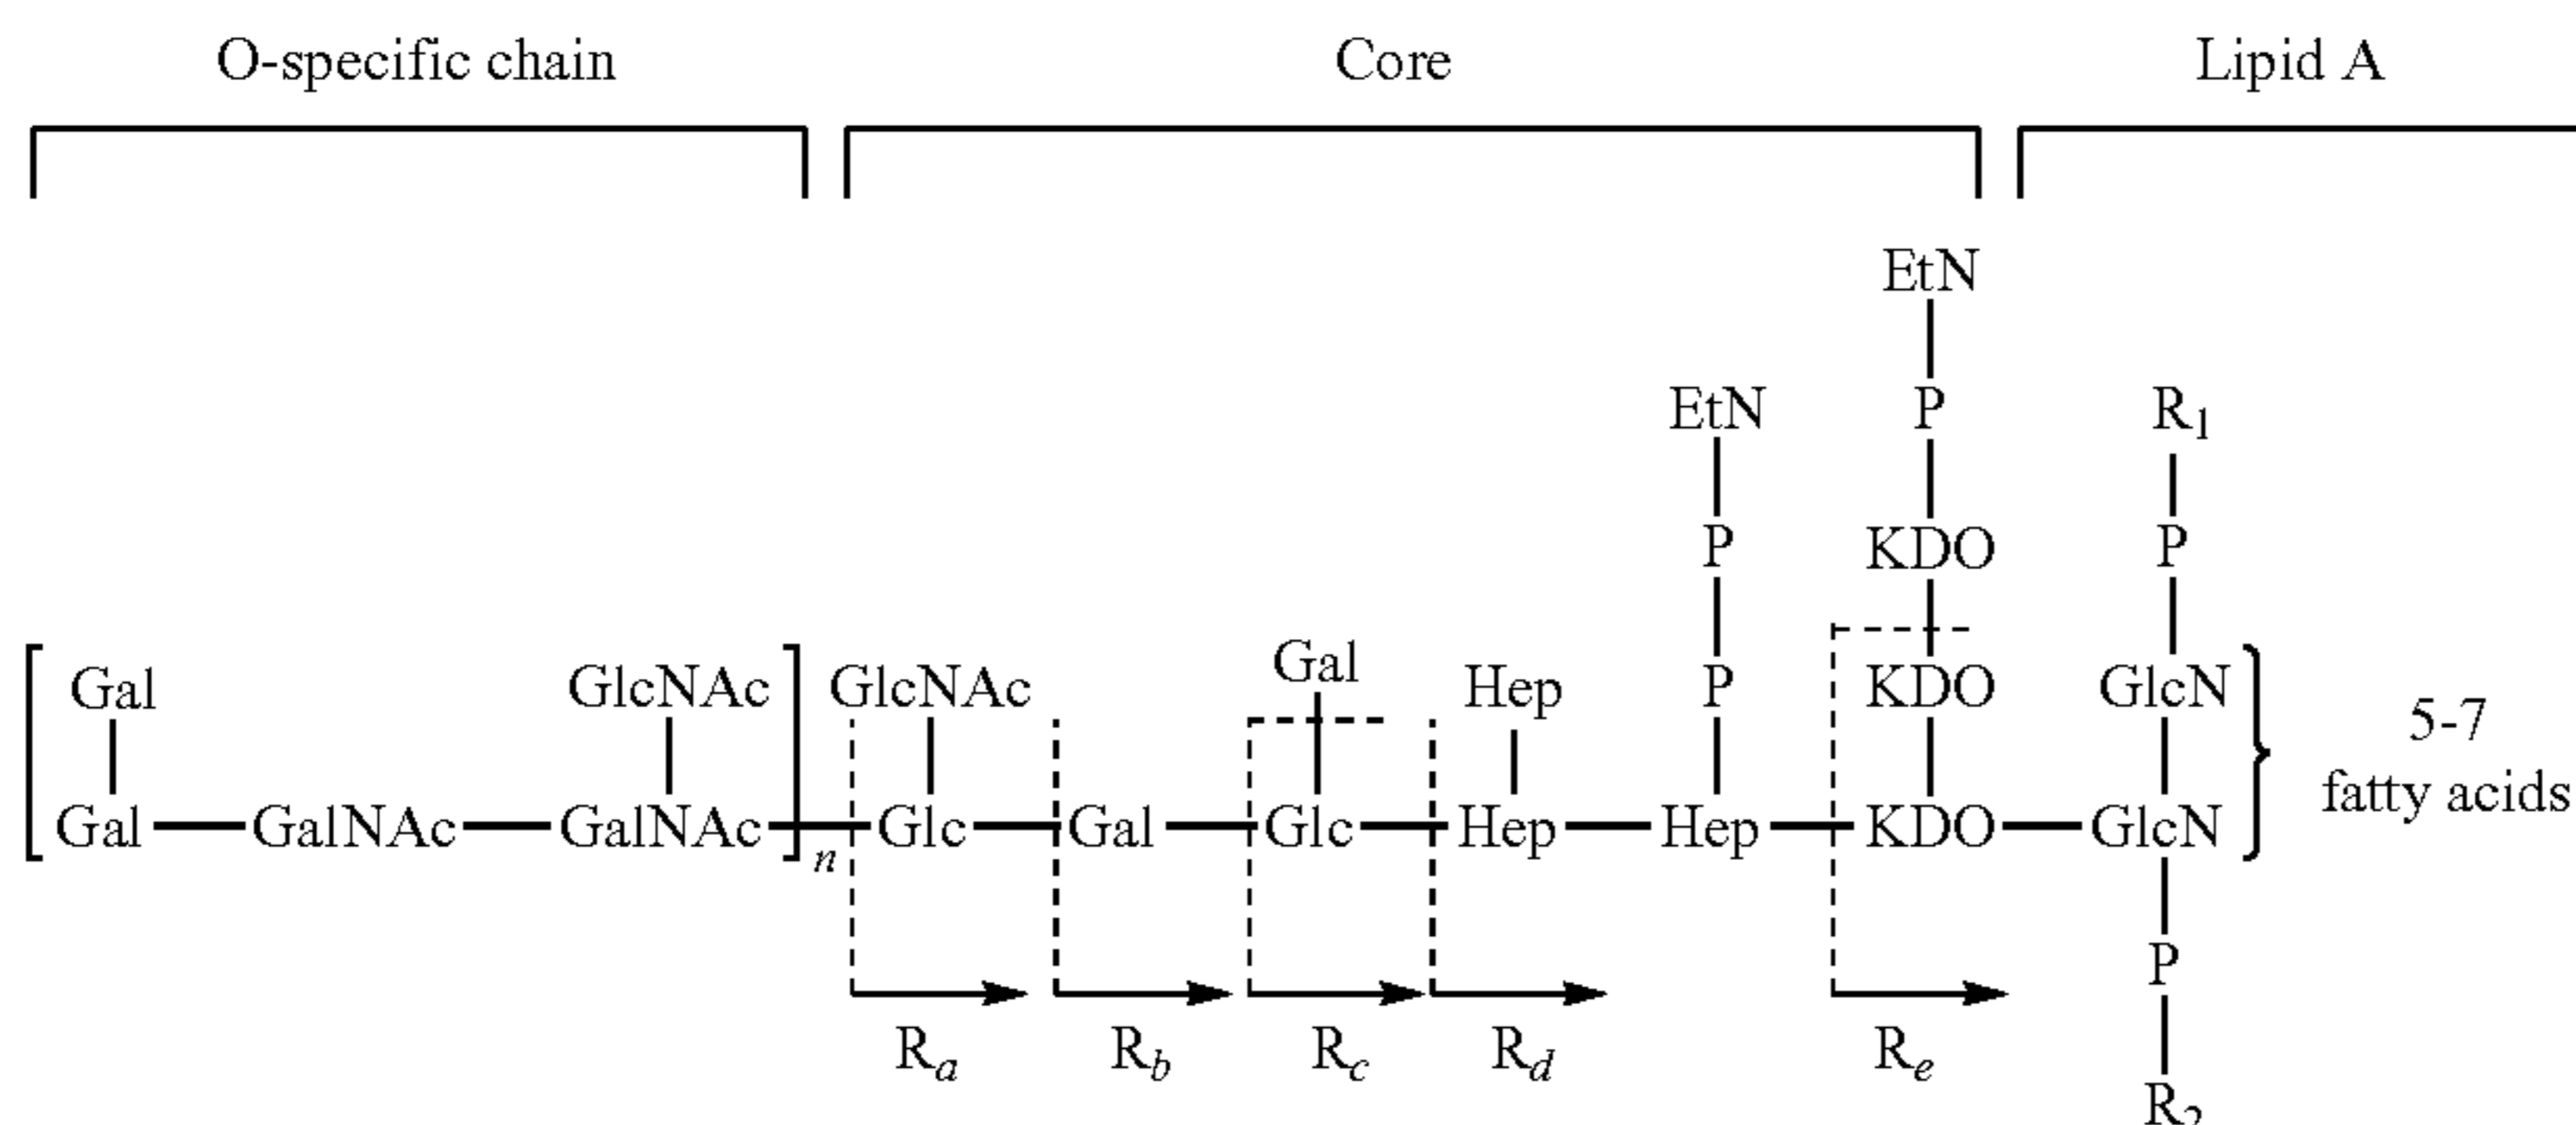 O-specific chain Core Lipid A
EtN
EtN P R1
P KDO P
Gal GlcNAc GlcNAc Gal Hep P KDO GlcN 5-7
Gal GalNAc GalNAc n Glc Gal Glc Hep Hep KDO GlcN fatty acids
P
Ra Rb Rc Rd Re
R2